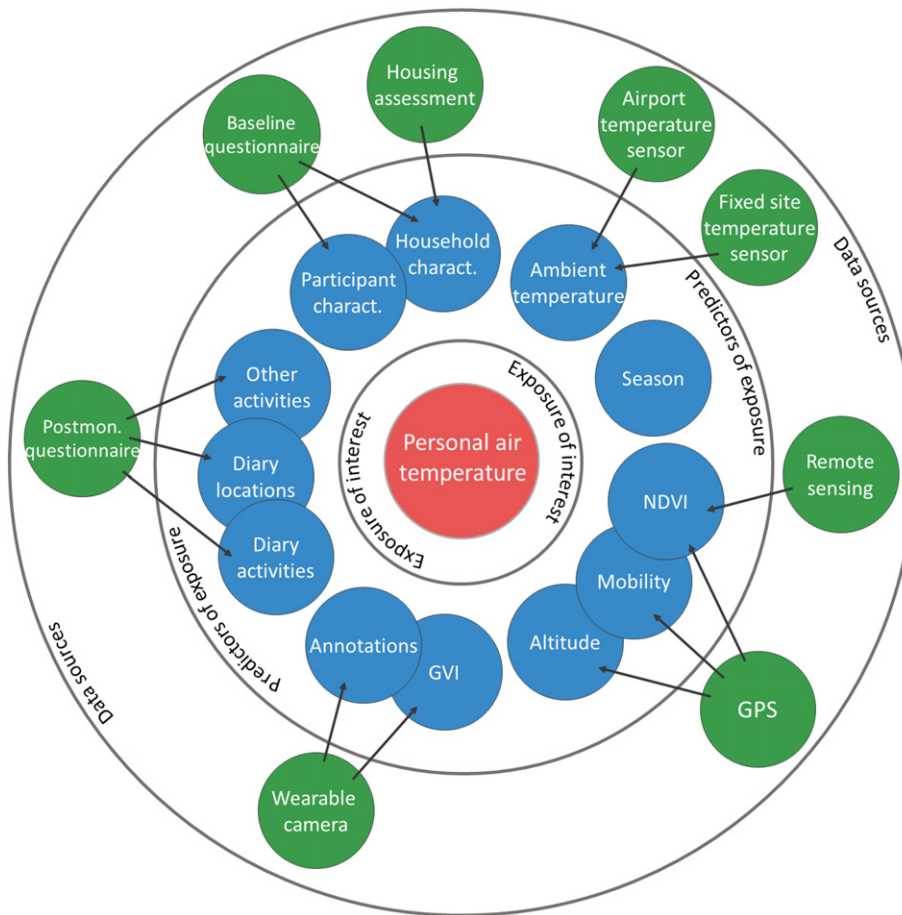 Housing
assessment
Baseline
questionnaire
Airport
temperature
sensor
Fixed site
temperature
sensor
Data sources
Household
charact.
Participant
charact.
Ambient
temperature
Predictors of exposure
Season
Other
activities
Postmon.
questionnaire
Diary
locations
Diary
activities
Exposure of interest
Personal air
temperature
Exposure of interest
Remote
sensing
NDVI
Mobility
Altitude
Annotations
GVI
Predictors of exposure
Data sources
GPS
Wearable
camera